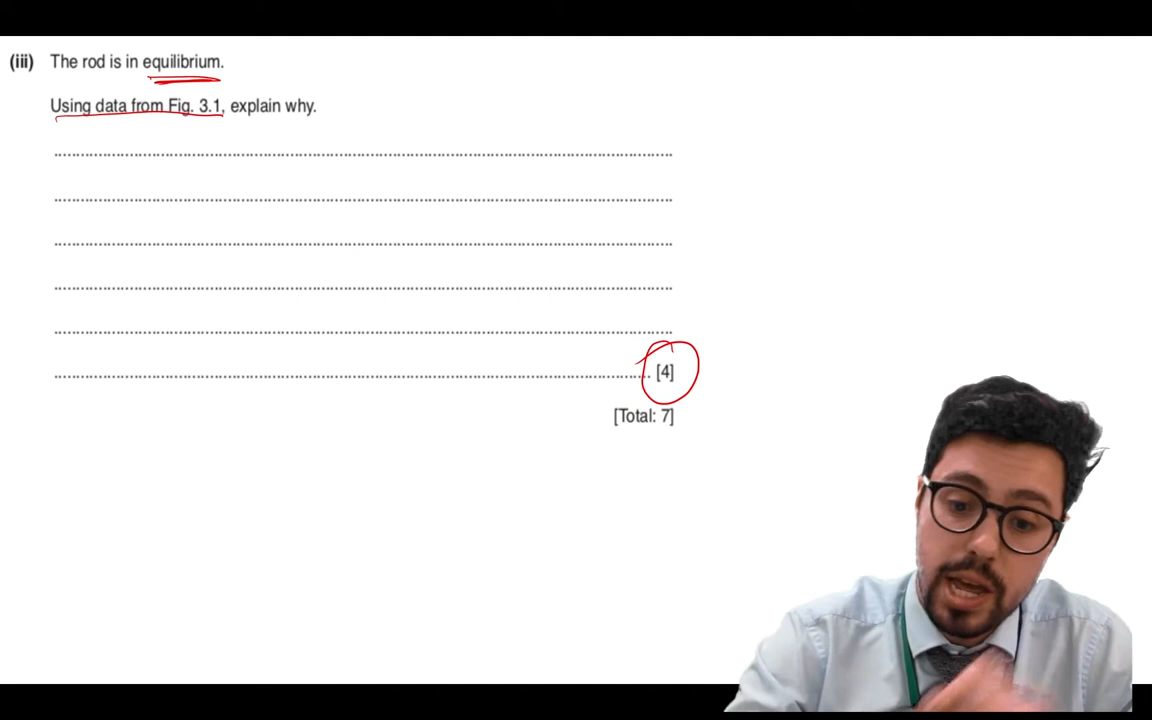 (iii) The rod is in equilibrium.
Using data from Fig. 3.1, explain why.
[4]
[Total: 7]